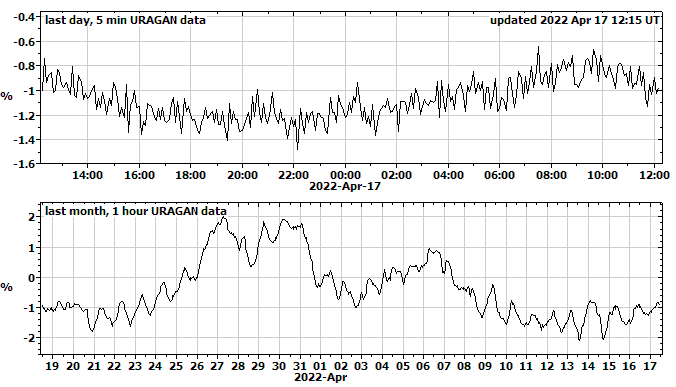 last day, 5 min URAGAN data updated 2022 Apr 17 12:15 UT
-0.4
-0.6
-0.8
-1
-1.2
-1.4
-1.6
%
14:00 16:00 18:00 20:00 22:00 00:00 02:00 04:00 06:00 08:00 10:00 12:00
2022-Apr-17
last month, 1 hour URAGAN data
2
1
0
-1
-2
%
19 20 21 22 23 24 25 26 27 28 29 30 31 01 02 03 04 05 06 07 08 09 10 11 12 13 14 15 16 17
2022-Apr